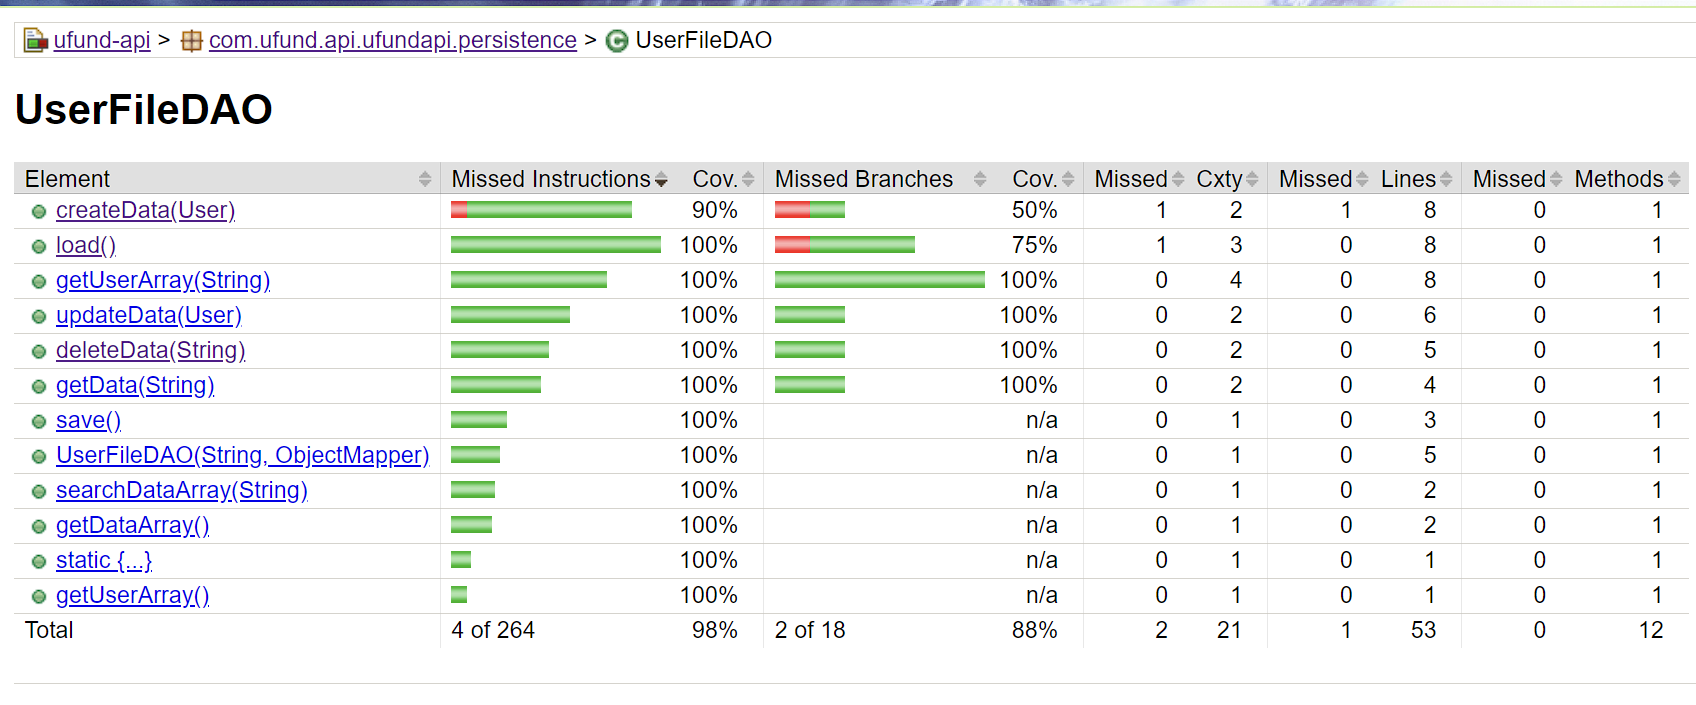 ufund-api > com.ufund.api.ufundapi.persistence > UserFileDAO
UserFileDAO
Element Missed Instructions Cov. Missed Branches Cov. Missed Cxty Missed Lines Missed Methods
createData(User) 90% 50% 1 2 1 8 0 1
load() 100% 75% 1 3 0 8 0 1
getUserArray(String) 100% 100% 0 4 0 8 0 1
updateData(User) 100% 100% 0 2 0 6 0 1
deleteData(String) 100% 100% 0 2 0 5 0 1
getData(String) 100% 100% 0 2 0 4 0 1
save() 100% n/a 0 1 0 3 0 1
UserFileDAO(String, ObjectMapper) 100% n/a 0 1 0 5 0 1
searchDataArray(String) 100% n/a 0 1 0 2 0 1
getDataArray() 100% n/a 0 1 0 2 0 1
static {...} 100% n/a 0 1 0 1 0 1
getUserArray() 100% n/a 0 1 0 1 0 1
Total 4 of 264 98% 2 of 18 88% 2 21 1 53 0 12